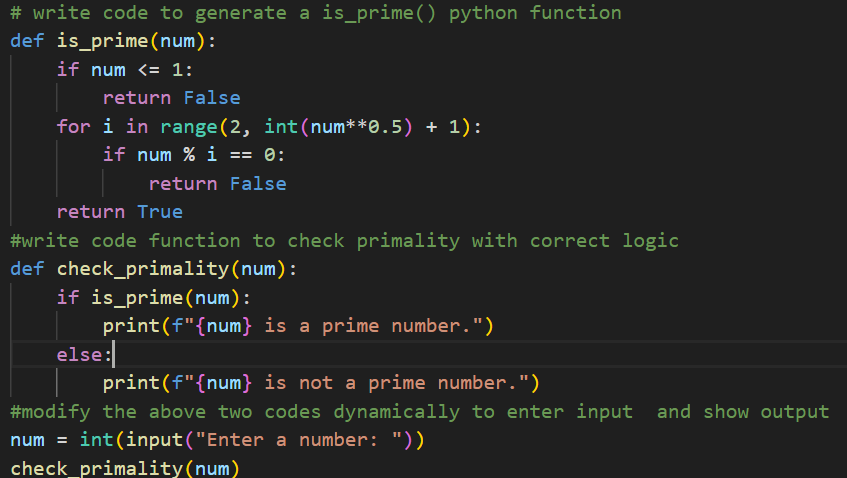 # write code to generate a is_prime() python function
def is_prime(num):
    if num <= 1:
        return False
    for i in range(2, int(num**0.5) + 1):
        if num % i == 0:
            return False
    return True
#write code function to check primality with correct logic
def check_primality(num):
    if is_prime(num):
        print(f"{num} is a prime number.")
    else:
        print(f"{num} is not a prime number.")
#modify the above two codes dynamically to enter input  and show output
num = int(input("Enter a number: "))
check_primality(num)